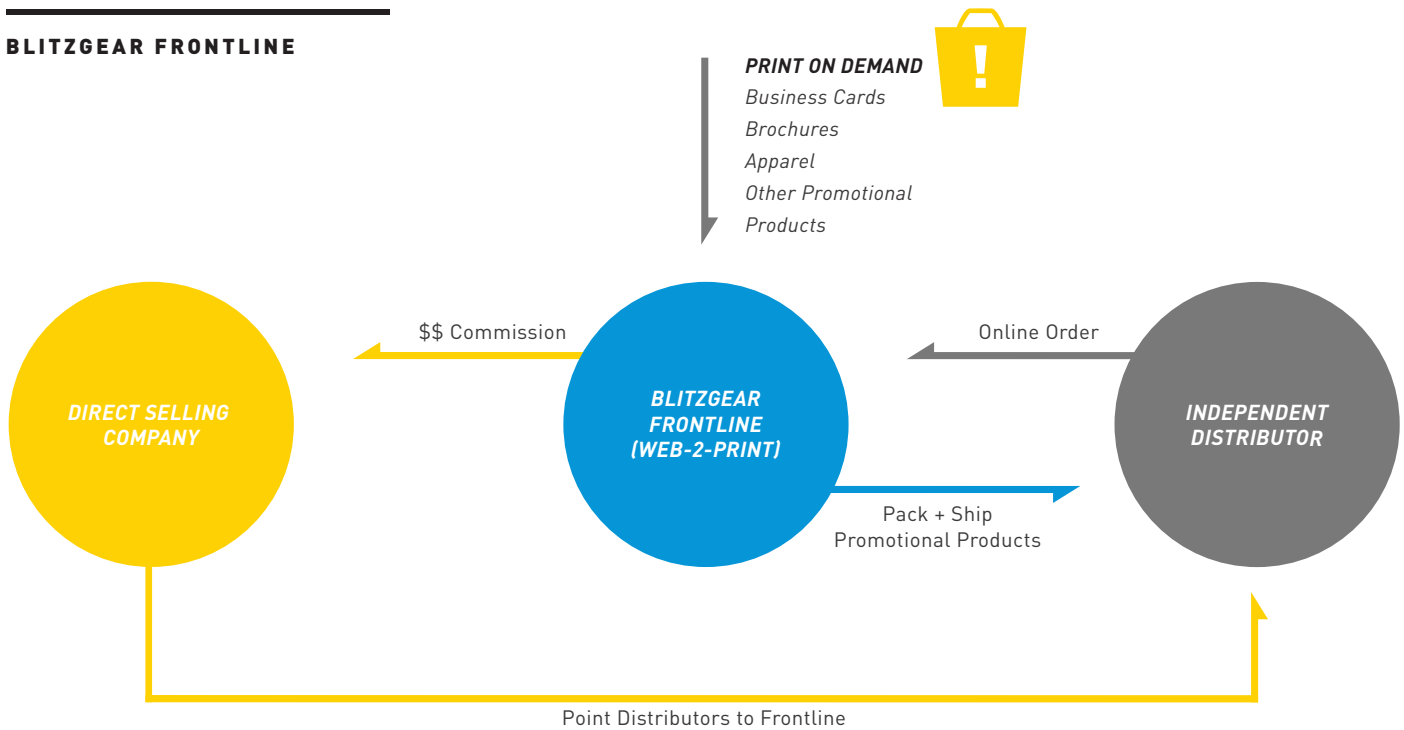 BLITZGEAR FRONTLINE
!
PRINT ON DEMAND
Business Cards
Brochures
Apparel
Other Promotional
Products
$$ Commission
Online Order
DIRECT SELLING
COMPANY
BLITZGEAR
FRONTLINE
(WEB-2-PRINT)
INDEPENDENT
DISTRIBUTOR
Pack + Ship
Promotional Products
Point Distributors to Frontline